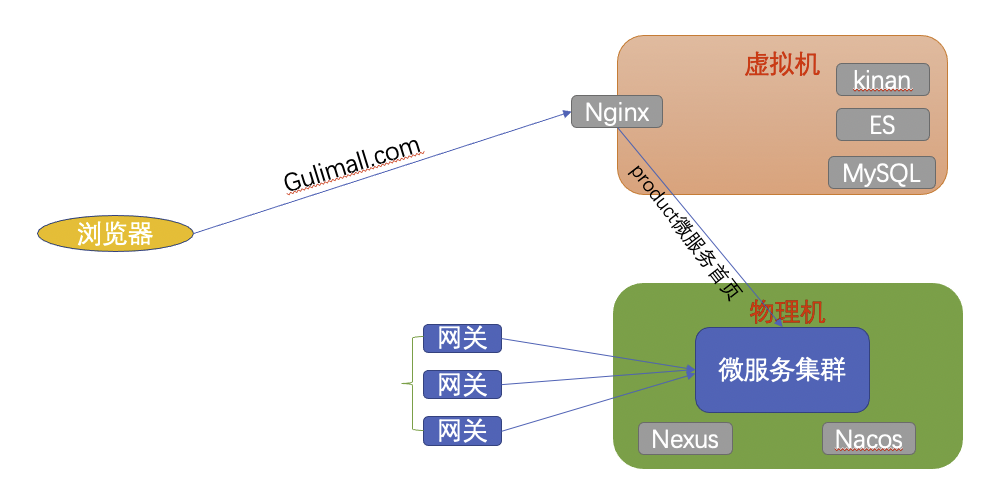 虚拟机
kinan
Nginx
ES
Gulimall.com
MySQL
product微服务首页
浏览器
物理机
网关
微服务集群
网关
网关
Nexus
Nacos